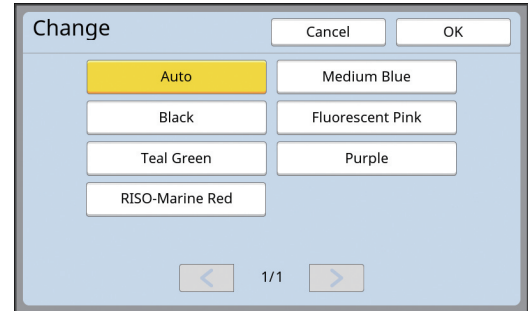 Change
Cancel
OK
Auto
Medium Blue
Black
Fluorescent Pink
Teal Green
Purple
RISO-Marine Red
1/1